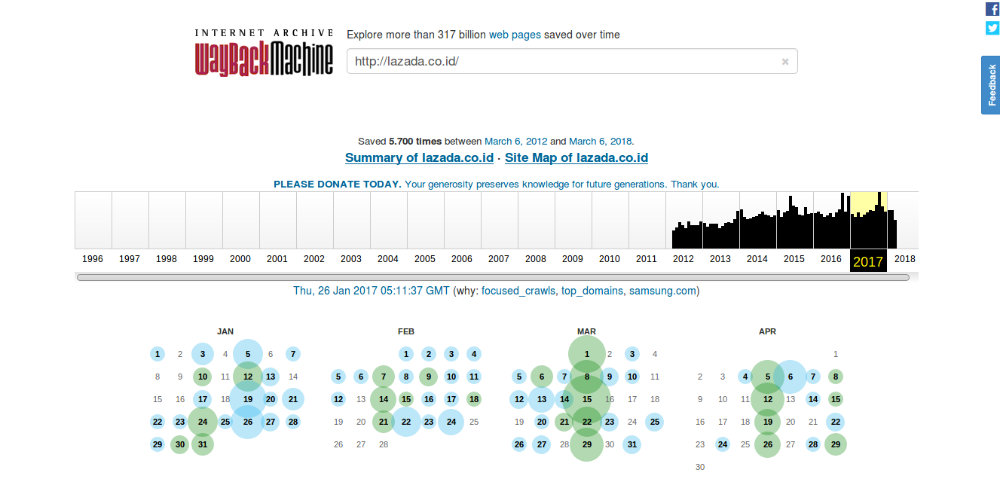 INTERNET ARCHIVE
WayBackMachine
Explore more than 317 billion web pages saved over time
http://lazada.co.id/
×
f
Feedback
Saved 5.700 times between March 6, 2012 and March 6, 2018.
Summary of lazada.co.id · Site Map of lazada.co.id
PLEASE DONATE TODAY. Your generosity preserves knowledge for future generations. Thank you.
1996 1997 1998 1999 2000 2001 2002 2003 2004 2005 2006 2007 2008 2009 2010 2011 2012 2013 2014 2015 2016 2017 2018
Thu, 26 Jan 2017 05:11:37 GMT (why: focused_crawls, top_domains, samsung.com)
JAN
1 2 3 4 5 6 7
8 9 10 11 12 13 14
15 16 17 18 19 20 21
22 23 24 25 26 27 28
29 30 31
FEB
1 2 3 4
5 6 7 8 9 10 11
12 13 14 15 16 17 18
19 20 21 22 23 24 25
26 27 28
MAR
1 2 3 4
5 6 7 8 9 10 11
12 13 14 15 16 17 18
19 20 21 22 23 24 25
26 27 28 29 30 31
APR
1
2 3 4 5 6 7 8
9 10 11 12 13 14 15
16 17 18 19 20 21 22
23 24 25 26 27 28 29
30